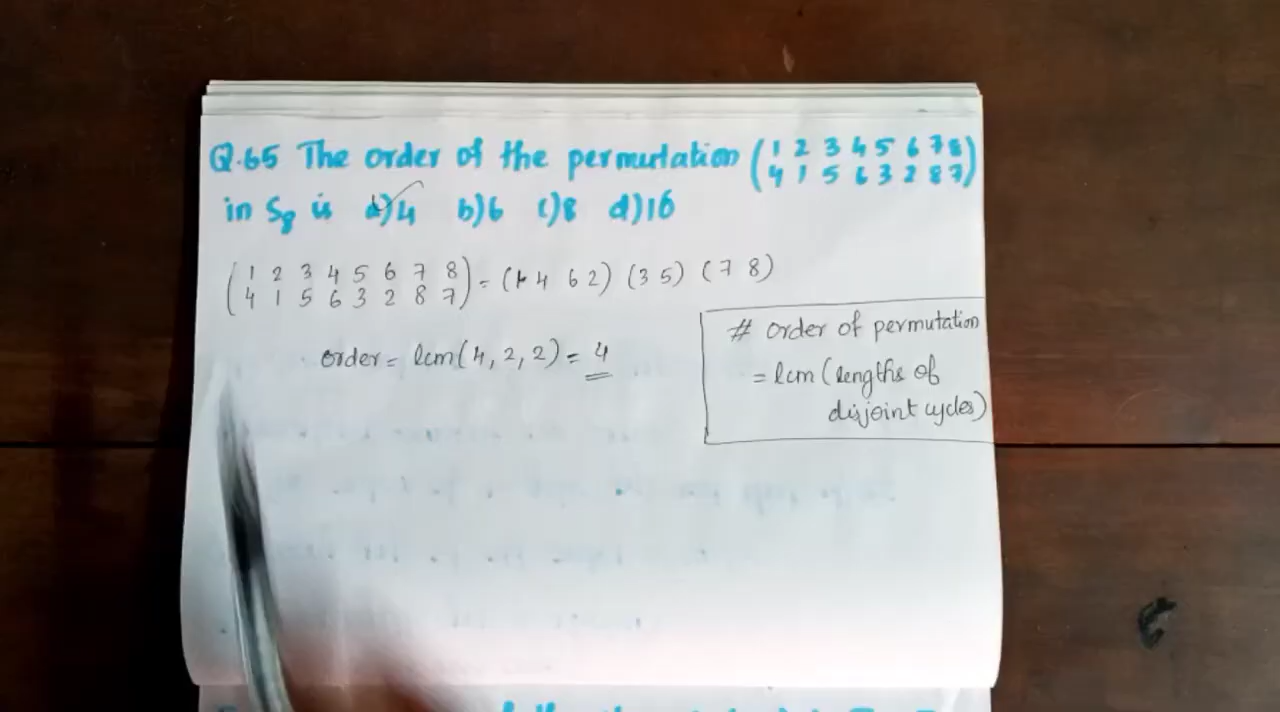 Q.65 The order of the permutation (1 2 3 4 5 6 7 8
4 1 5 6 3 2 8 7)
in S8 is a)4 b)6 c)8 d)16
(1 2 3 4 5 6 7 8
4 1 5 6 3 2 8 7) = (1 4 6 2) (3 5) (7 8)
order = lcm(4, 2, 2) = 4
# order of permutation
= lcm (lengths of
disjoint cycles)